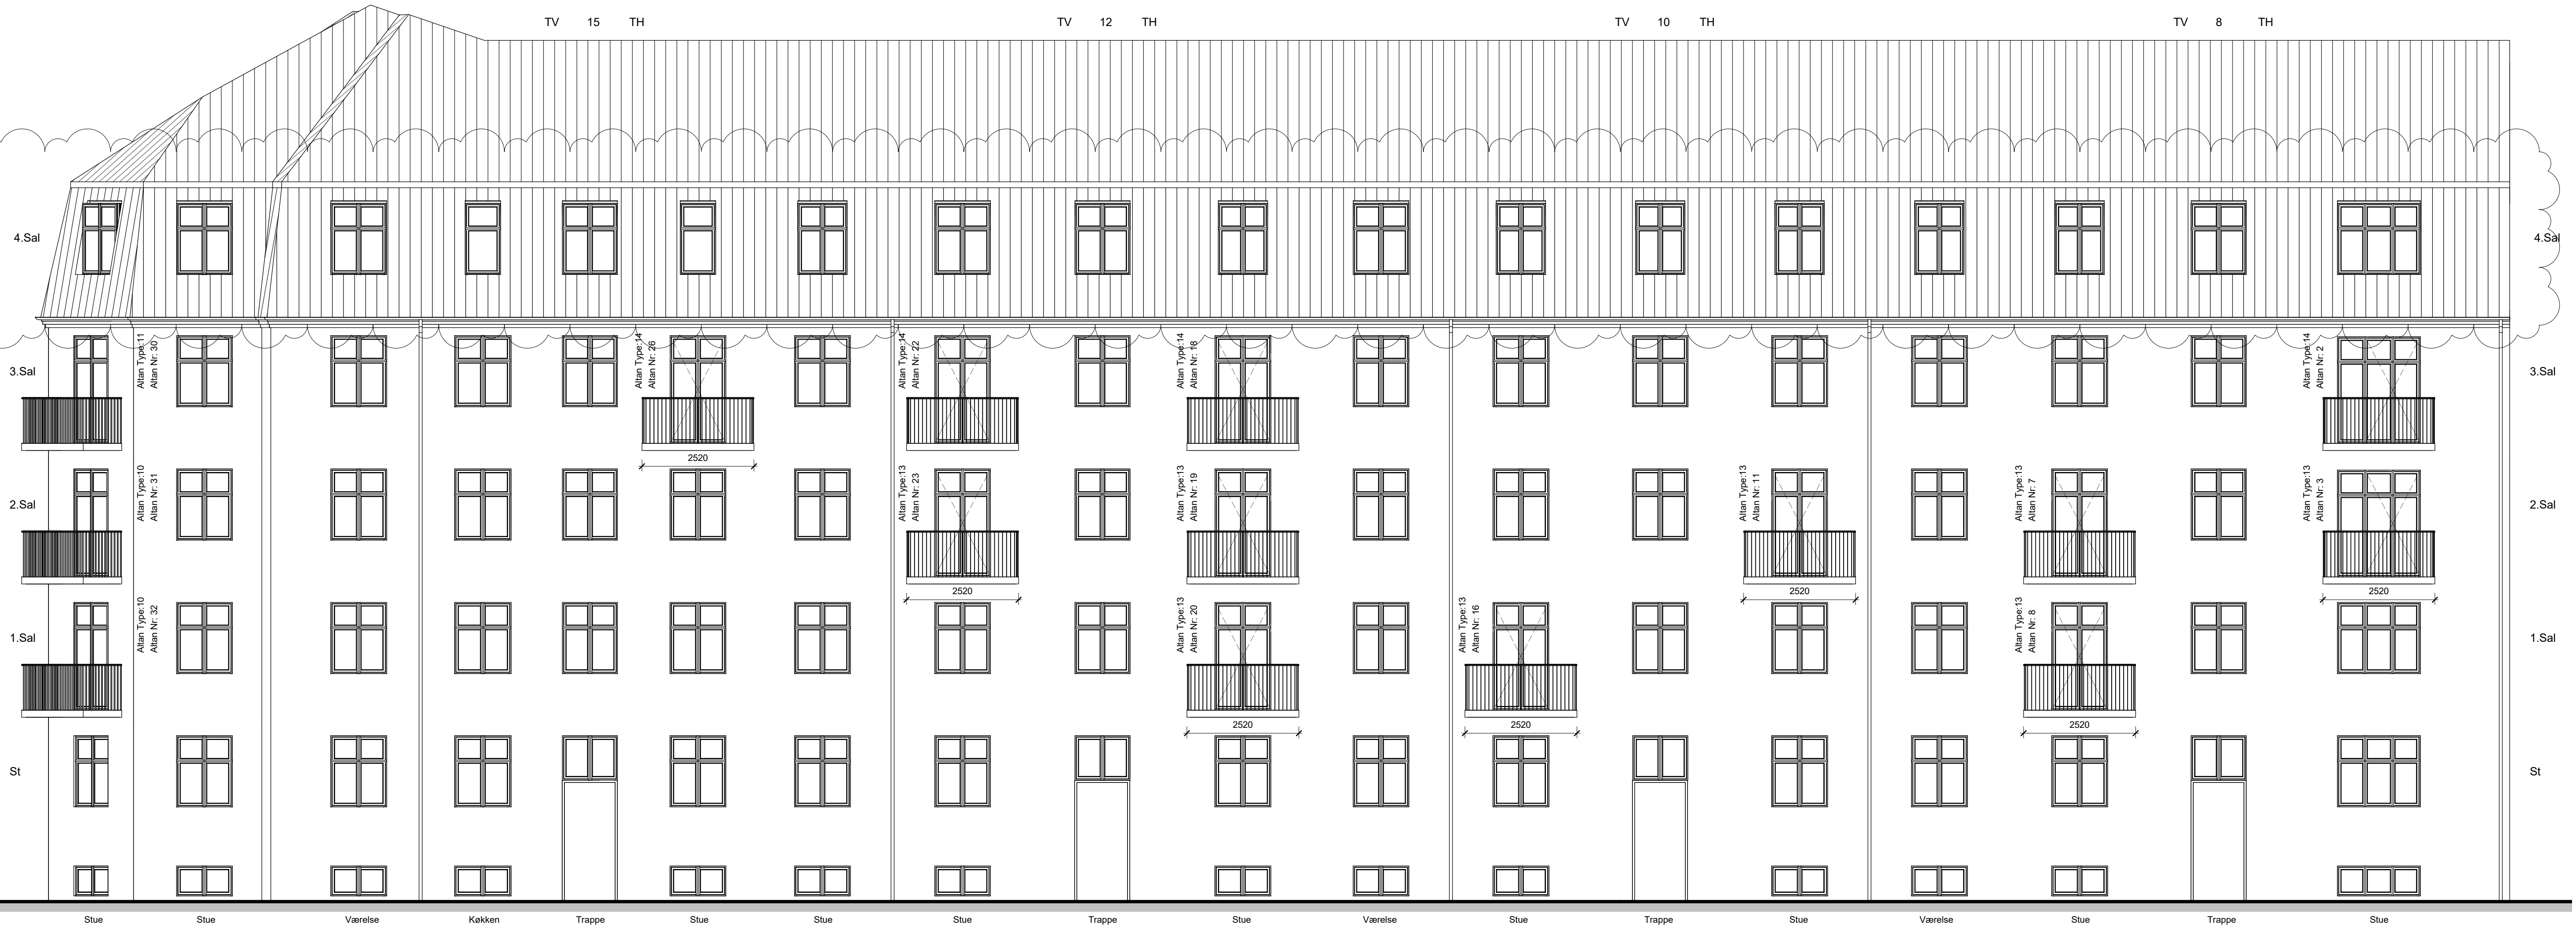 TV 15 TH
TV 12 TH
TV 10 TH
TV 8 TH
4.Sal
4.Sal
3.Sal
Altan Type:11
Altan Nr: 30
Altan Type:14
Altan Nr: 26
Altan Type:14
Altan Nr: 22
Altan Type:14
Altan Nr: 18
Altan Type:14
Altan Nr: 2
3.Sal
2520
2.Sal
Altan Type:10
Altan Nr: 31
Altan Type:13
Altan Nr: 23
Altan Type:13
Altan Nr: 19
Altan Type:13
Altan Nr: 11
Altan Type:13
Altan Nr: 7
Altan Type:13
Altan Nr: 3
2.Sal
2520
2520
2520
1.Sal
Altan Type:10
Altan Nr: 32
Altan Type:13
Altan Nr: 20
Altan Type:13
Altan Nr: 16
Altan Type:13
Altan Nr: 8
1.Sal
2520
2520
2520
St
St
Stue Stue Værelse Køkken Trappe Stue Stue Stue Trappe Stue Værelse Stue Trappe Stue Værelse Stue Trappe Stue